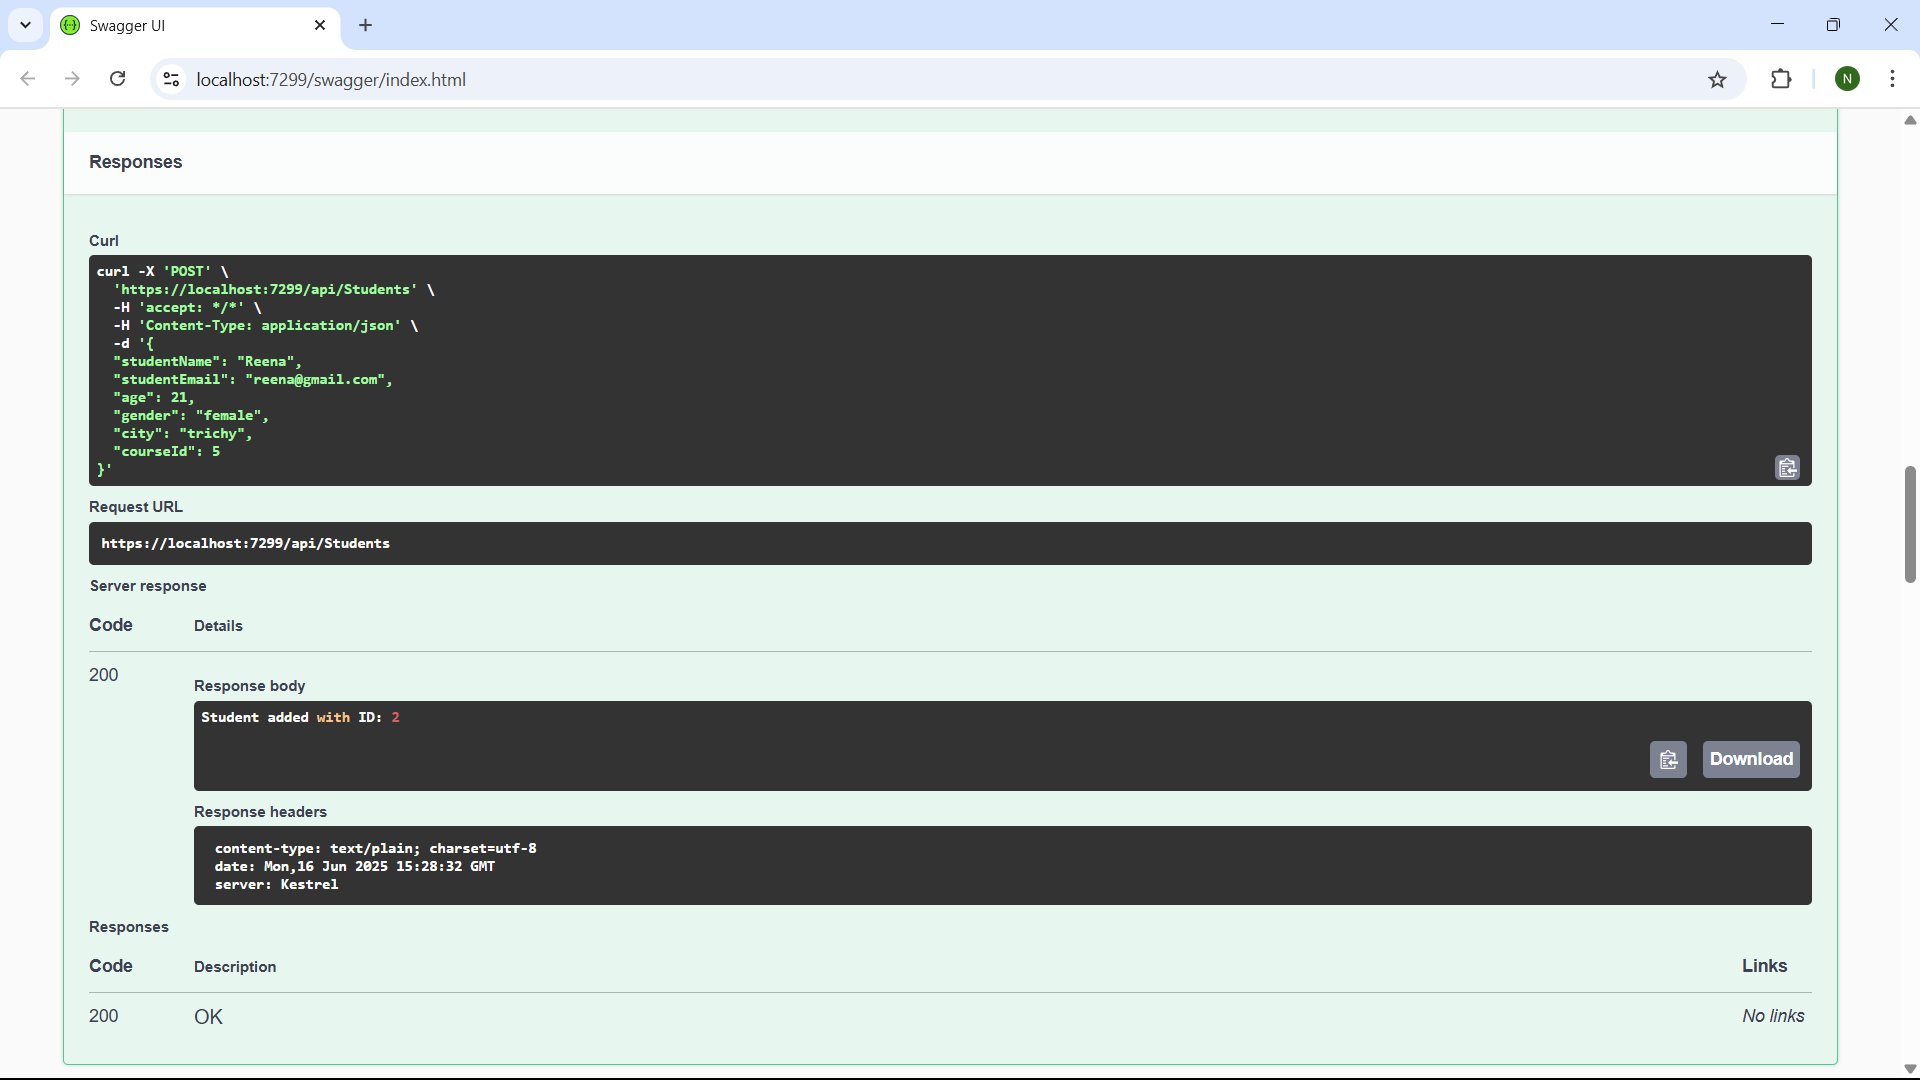 Swagger UI
localhost:7299/swagger/index.html
N
Responses
Curl
curl -X 'POST' \
  'https://localhost:7299/api/Students' \
  -H 'accept: */*' \
  -H 'Content-Type: application/json' \
  -d '{
  "studentName": "Reena",
  "studentEmail": "reena@gmail.com",
  "age": 21,
  "gender": "female",
  "city": "trichy",
  "courseId": 5
}'
Request URL
https://localhost:7299/api/Students
Server response
Code Details
200
Response body
Student added with ID: 2
Download
Response headers
content-type: text/plain; charset=utf-8
date: Mon,16 Jun 2025 15:28:32 GMT
server: Kestrel
Responses
Code Description Links
200 OK No links